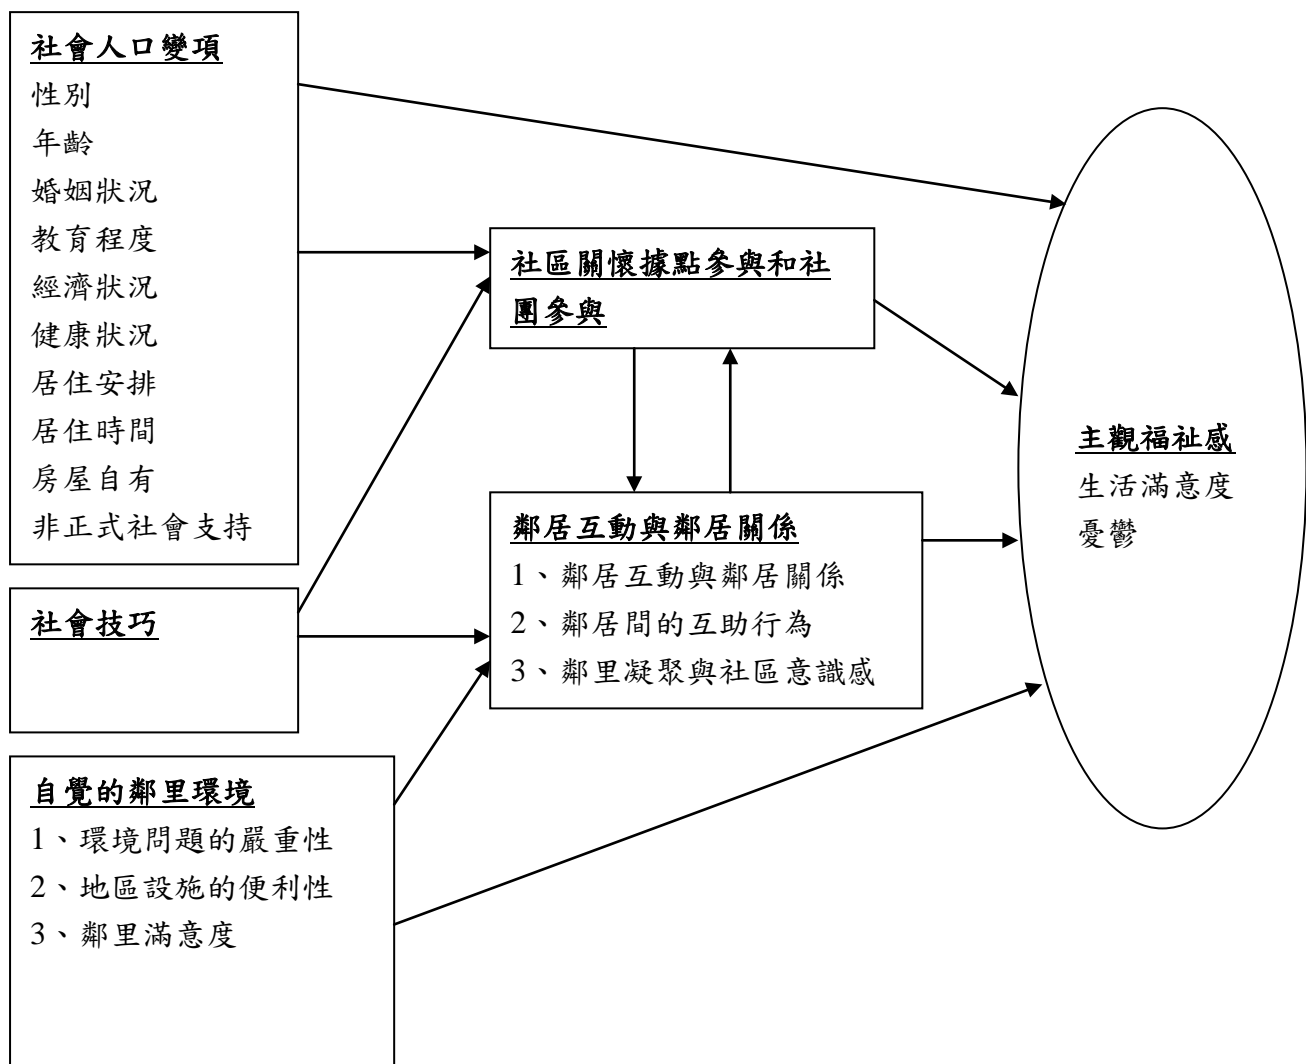 社會人口變項
性別
年齡
婚姻狀況
教育程度
經濟狀況
健康狀況
居住安排
居住時間
房屋自有
非正式社會支持
社會技巧
自覺的鄰里環境
1、環境問題的嚴重性
2、地區設施的便利性
3、鄰里滿意度
社區關懷據點參與和社
團參與
鄰居互動與鄰居關係
1、鄰居互動與鄰居關係
2、鄰居間的互助行為
3、鄰里凝聚與社區意識感
主觀福祉感
生活滿意度
憂鬱